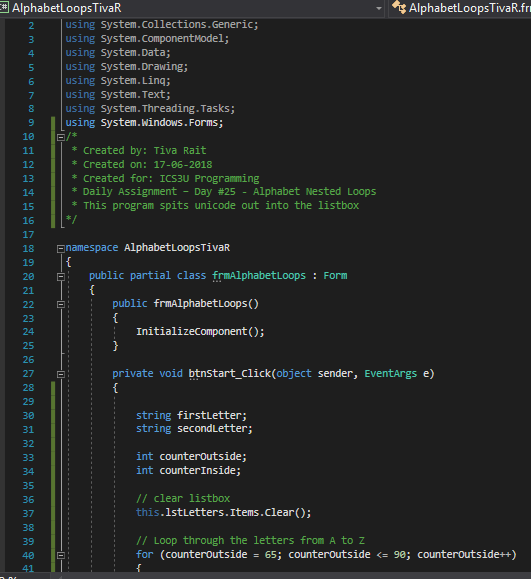 AlphabetLoopsTivaR AlphabetLoopsTivaR.fr
2 using System.Collections.Generic;
3 using System.ComponentModel;
4 using System.Data;
5 using System.Drawing;
6 using System.Linq;
7 using System.Text;
8 using System.Threading.Tasks;
9 using System.Windows.Forms;
10 /*
11 * Created by: Tiva Rait
12 * Created on: 17-06-2018
13 * Created for: ICS3U Programming
14 * Daily Assignment – Day #25 - Alphabet Nested Loops
15 * This program spits unicode out into the listbox
16 */
17
18 namespace AlphabetLoopsTivaR
19 {
20 public partial class frmAlphabetLoops : Form
21 {
22 public frmAlphabetLoops()
23 {
24 InitializeComponent();
25 }
26
27 private void btnStart_Click(object sender, EventArgs e)
28 {
29
30 string firstLetter;
31 string secondLetter;
32
33 int counterOutside;
34 int counterInside;
35
36 // clear listbox
37 this.lstLetters.Items.Clear();
38
39 // Loop through the letters from A to Z
40 for (counterOutside = 65; counterOutside <= 90; counterOutside++)
41 {